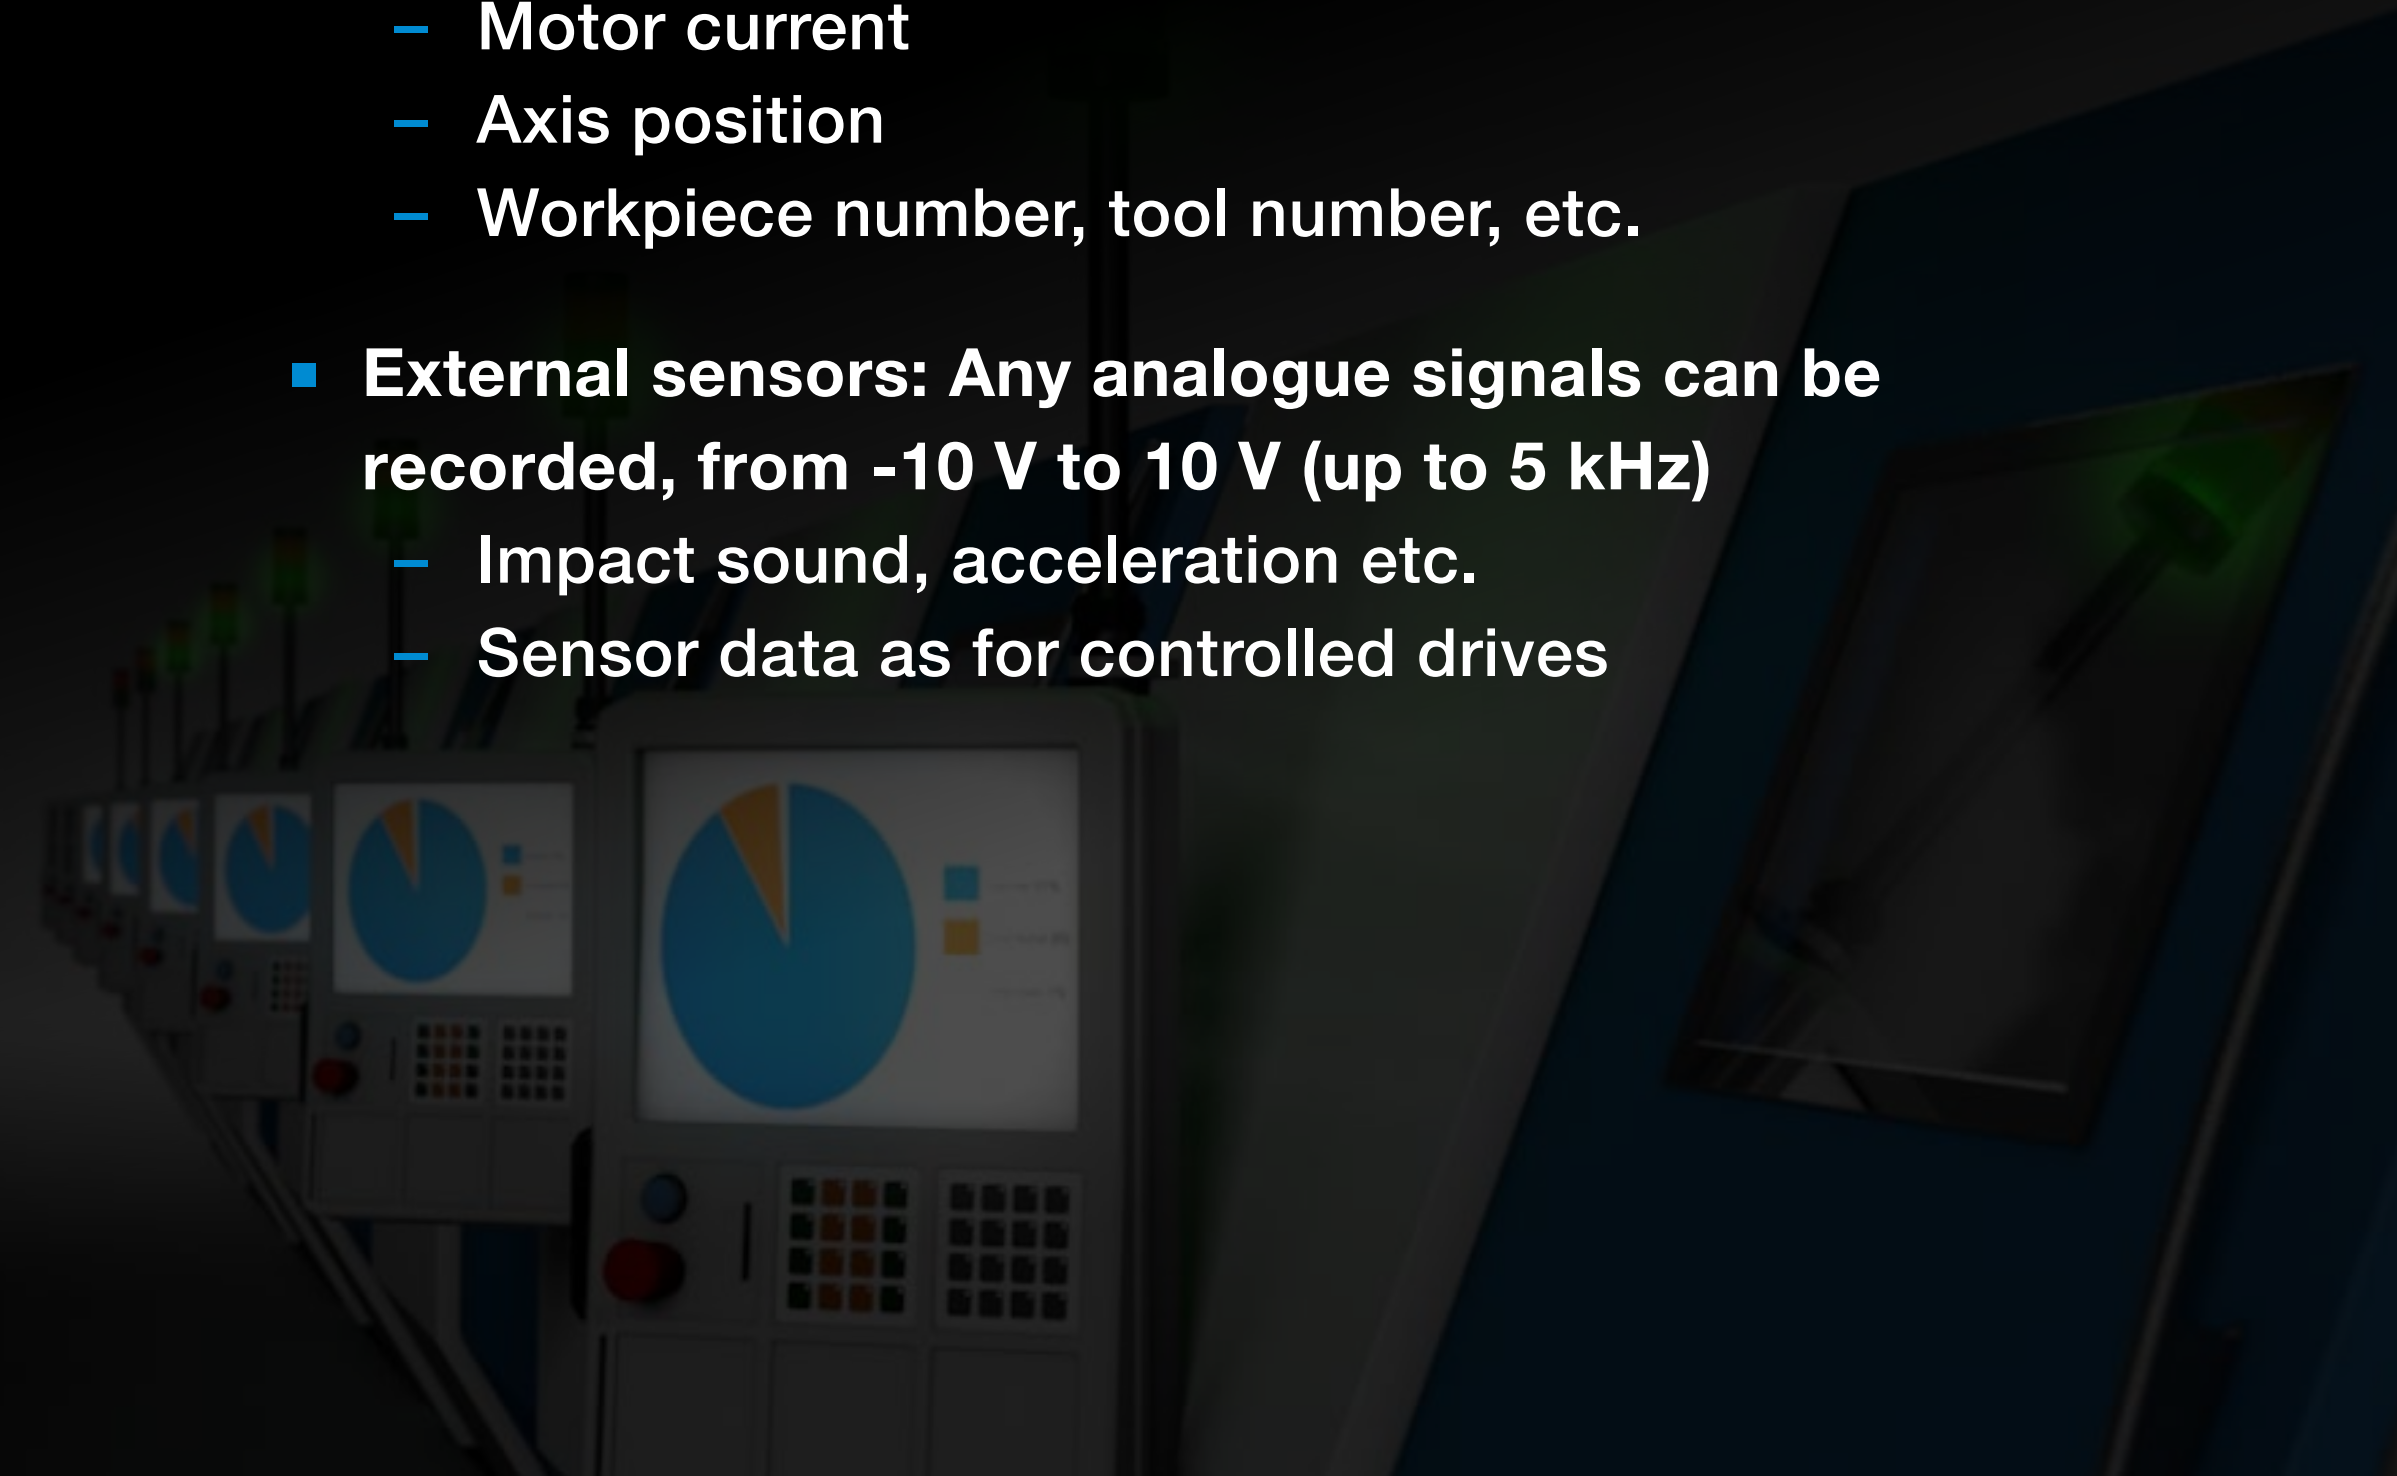 – Motor current
– Axis position
– Workpiece number, tool number, etc.
▪ External sensors: Any analogue signals can be
recorded, from -10 V to 10 V (up to 5 kHz)
– Impact sound, acceleration etc.
– Sensor data as for controlled drives